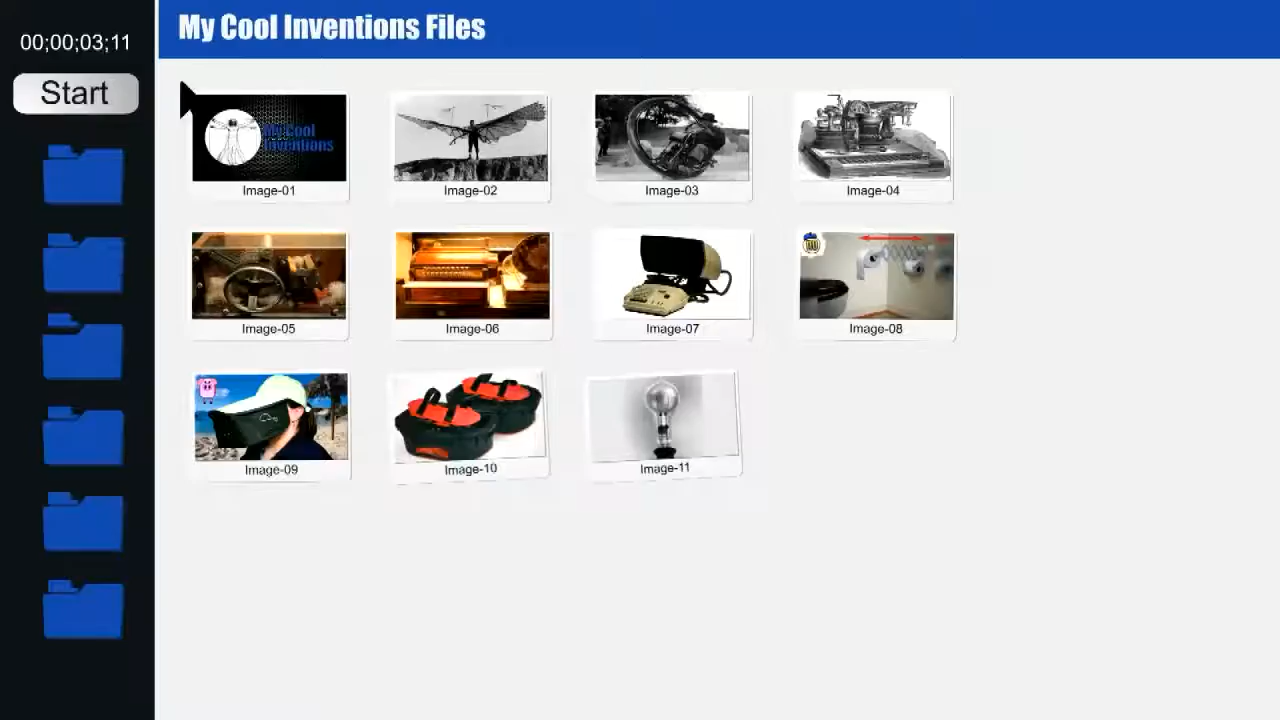 00;00;03;11
My Cool Inventions Files
Start
My Cool
Inventions
Image-01
Image-02
Image-03
Image-04
Image-05
Image-06
Image-07
Image-08
Image-09
Image-10
Image-11